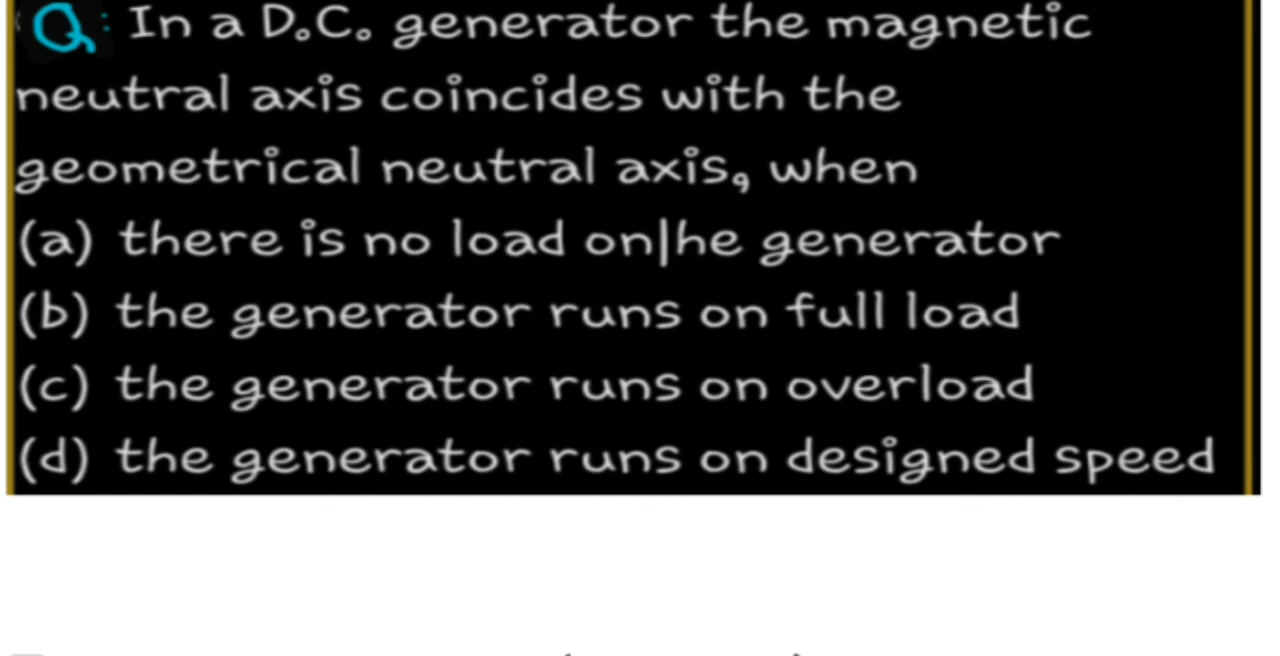 Q: In a D.C. generator the magnetic
neutral axis coincides with the
geometrical neutral axis, when
(a) there is no load on|he generator
(b) the generator runs on full load
(c) the generator runs on overload
(d) the generator runs on designed speed